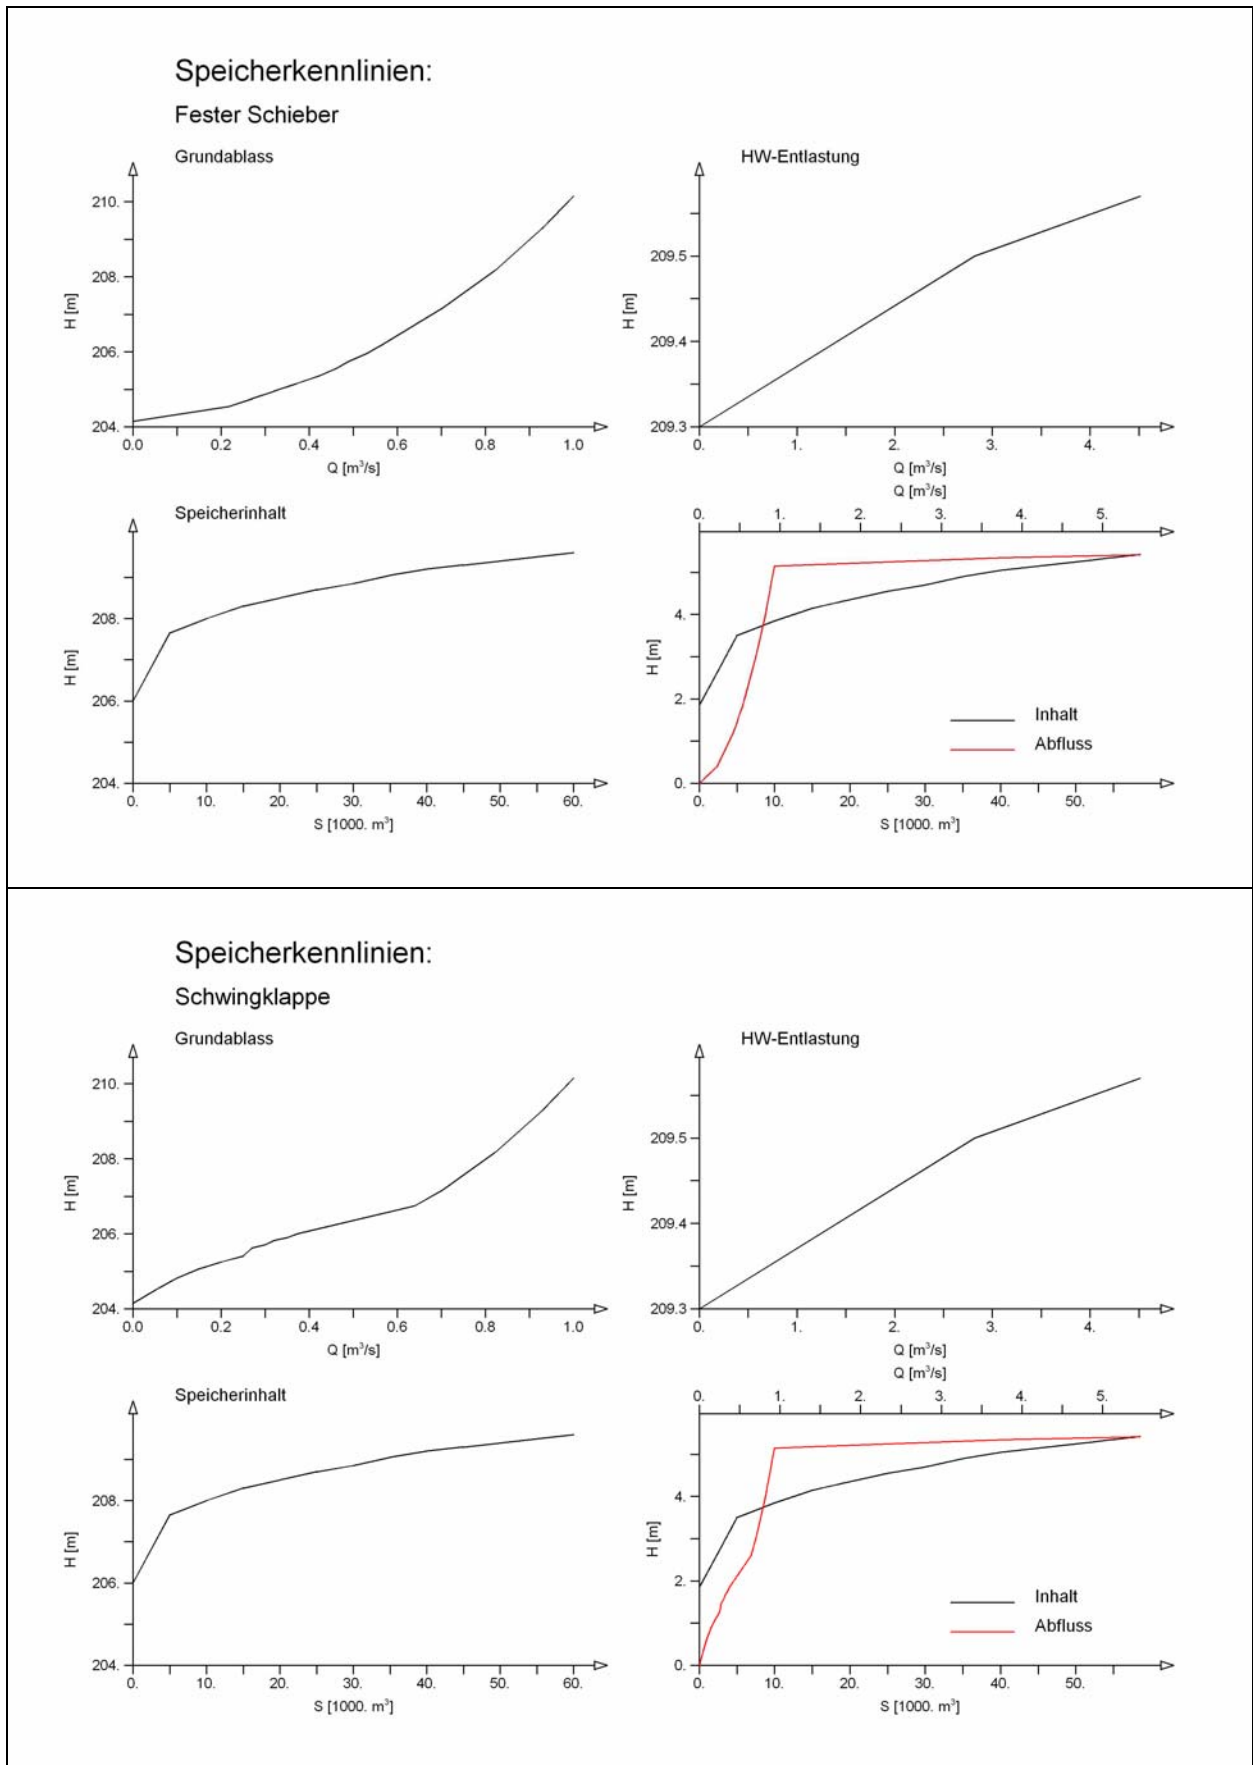 Speicherkennlinien:
Fester Schieber
Grundablass
210.
208.
206.
204.
H [m]
0.0 0.2 0.4 0.6 0.8 1.0
Q [m³/s]
HW-Entlastung
209.5
209.4
209.3
H [m]
0. 1. 2. 3. 4.
Q [m³/s]
Speicherinhalt
208.
206.
204.
H [m]
0. 10. 20. 30. 40. 50. 60.
S [1000. m³]
Q [m³/s]
0. 1. 2. 3. 4. 5.
4.
2.
0.
H [m]
Inhalt
Abfluss
0. 10. 20. 30. 40. 50.
S [1000. m³]
Speicherkennlinien:
Schwingklappe
Grundablass
210.
208.
206.
204.
H [m]
0.0 0.2 0.4 0.6 0.8 1.0
Q [m³/s]
HW-Entlastung
209.5
209.4
209.3
H [m]
0. 1. 2. 3. 4.
Q [m³/s]
Speicherinhalt
208.
206.
204.
H [m]
0. 10. 20. 30. 40. 50. 60.
S [1000. m³]
Q [m³/s]
0. 1. 2. 3. 4. 5.
4.
2.
0.
H [m]
Inhalt
Abfluss
0. 10. 20. 30. 40. 50.
S [1000. m³]